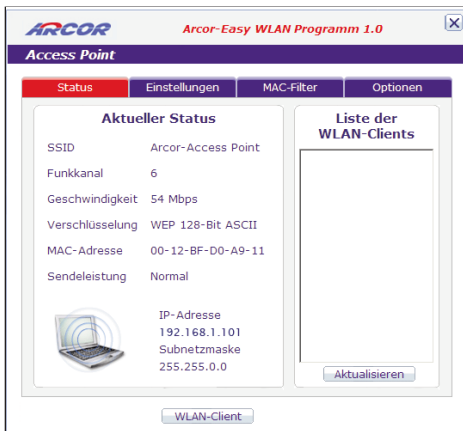 ARCOR Arcor-Easy WLAN Programm 1.0
Access Point
Status Einstellungen MAC-Filter Optionen
Aktueller Status
SSID Arcor-Access Point
Funkkanal 6
Geschwindigkeit 54 Mbps
Verschlüsselung WEP 128-Bit ASCII
MAC-Adresse 00-12-BF-D0-A9-11
Sendeleistung Normal
IP-Adresse
192.168.1.101
Subnetzmaske
255.255.0.0
Liste der
WLAN-Clients
Aktualisieren
WLAN-Client